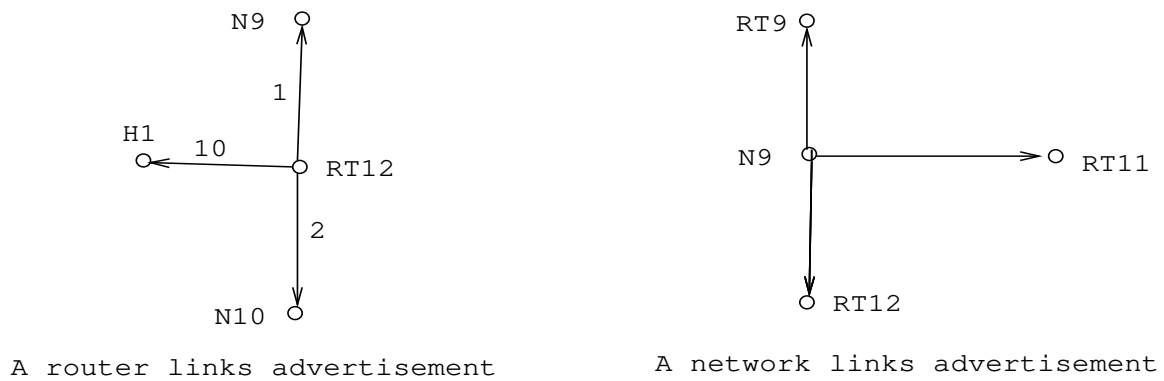 N9
1
H1
10
RT12
2
N10
A router links advertisement
RT9
N9
RT11
RT12
A network links advertisement